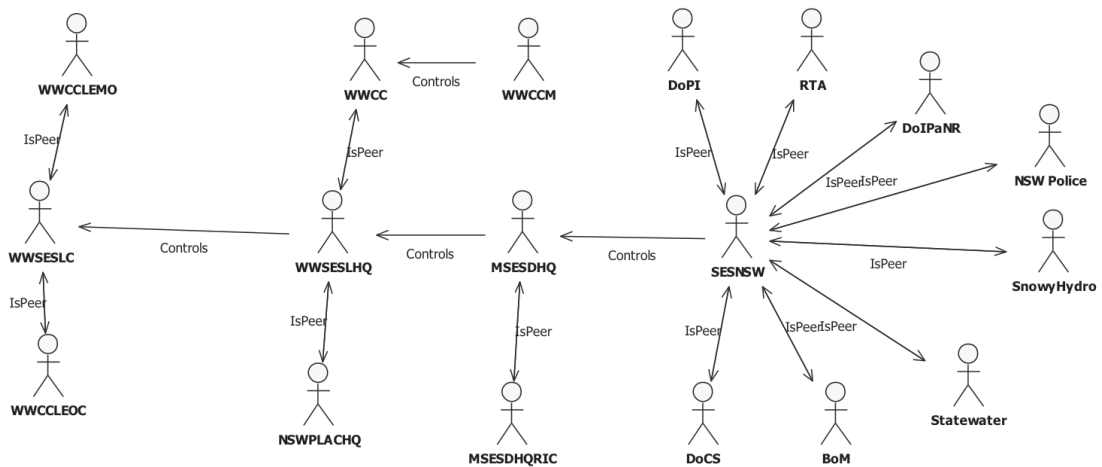 WWCCLEMO
WWCC
Controls
WWCCM
DoPI
RTA
DoIPaNR
NSW Police
IsPeer
IsPeer
IsPeer
IsPeer
IsPeer
IsPeer
WWSESLC
Controls
WWSESLHQ
Controls
MSESDHQ
Controls
SESNSW
IsPeer
SnowyHydro
IsPeer
IsPeer
IsPeer
IsPeer
IsPeer
IsPeer
WWCCLEOC
NSWPLACHQ
MSESDHQRIC
DoCS
BoM
Statewater